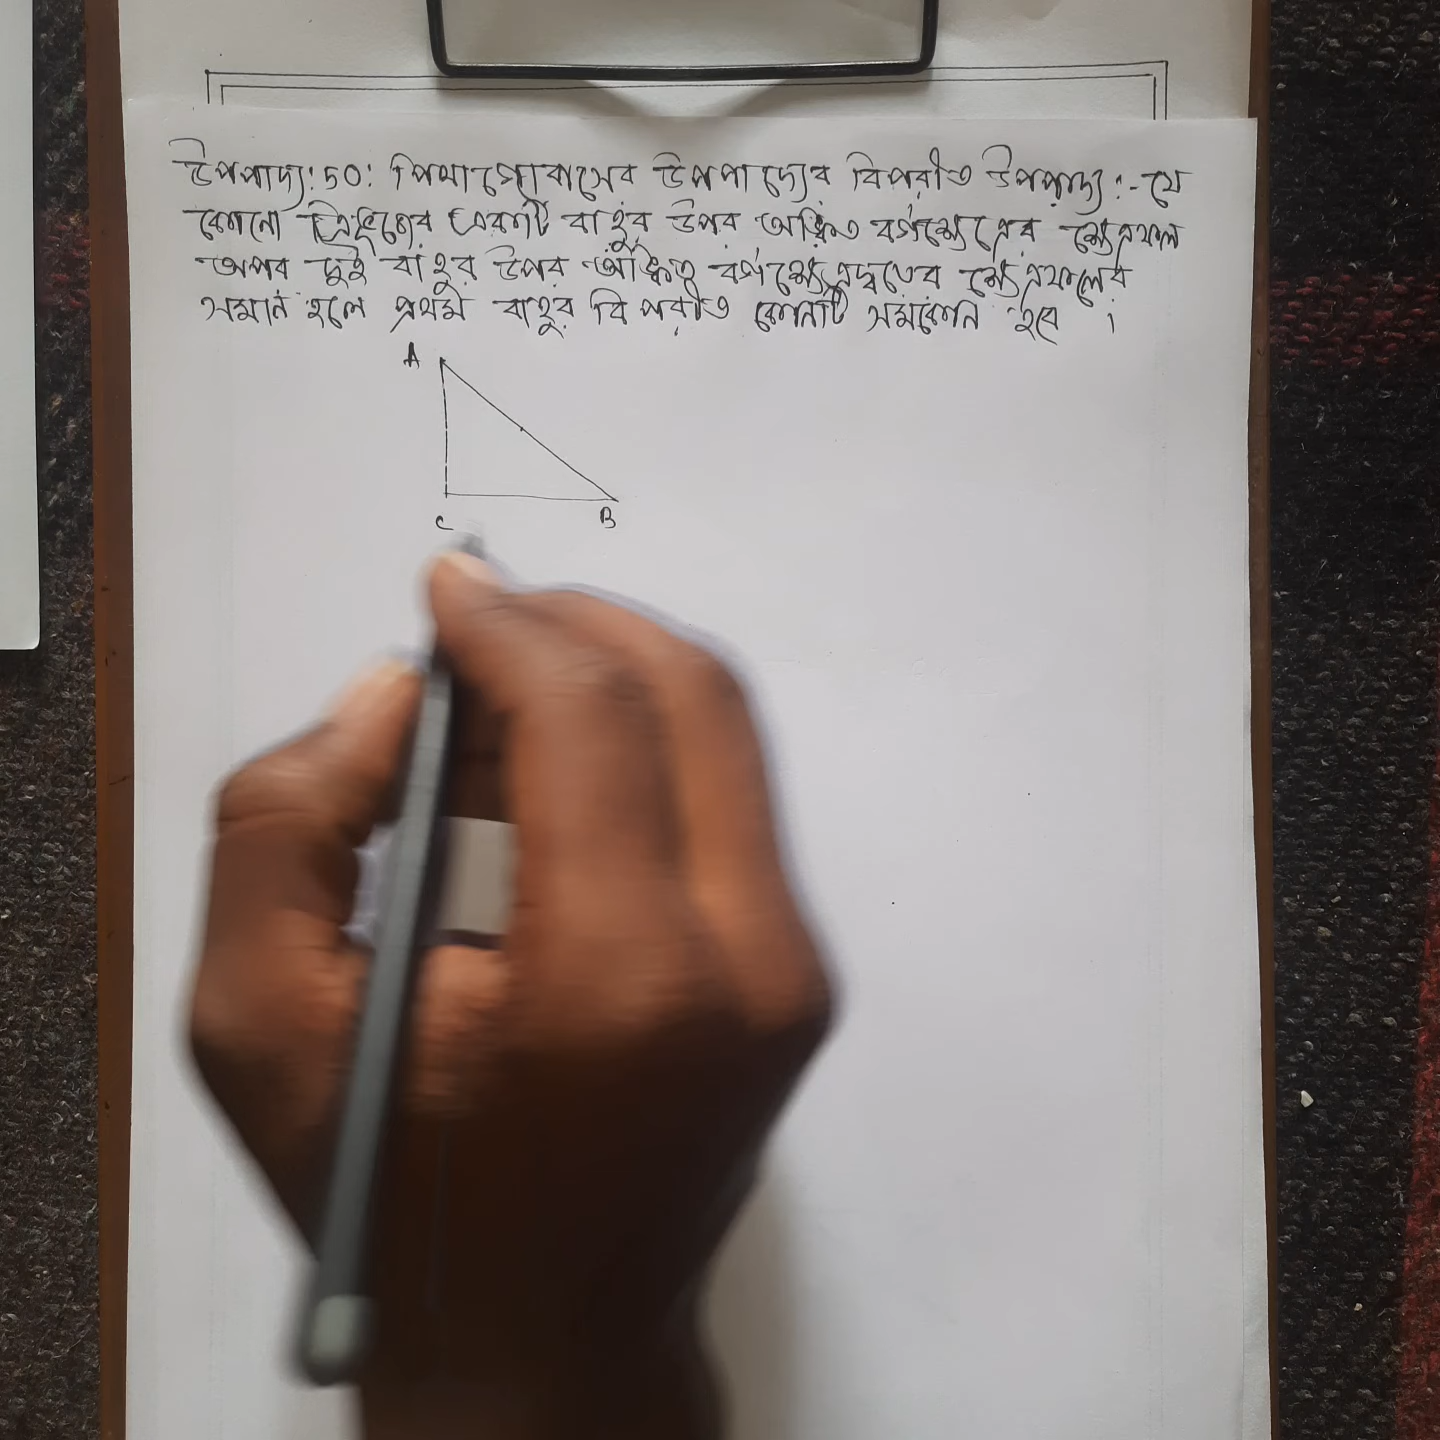 উপপাদ্য:50: পিথাগোরাসের উপপাদ্যের বিপরীত উপপাদ্য:-যে
কোনো ত্রিভুজের একটি বাহুর উপর অঙ্কিত বর্গক্ষেত্রের ক্ষেত্রফল
অপর দুই বাহুর উপর অঙ্কিত বর্গক্ষেত্রদ্বয়ের ক্ষেত্রফলের
সমান হলে প্রথম বাহুর বিপরীত কোনটি সমকোন হবে ।
A
C B